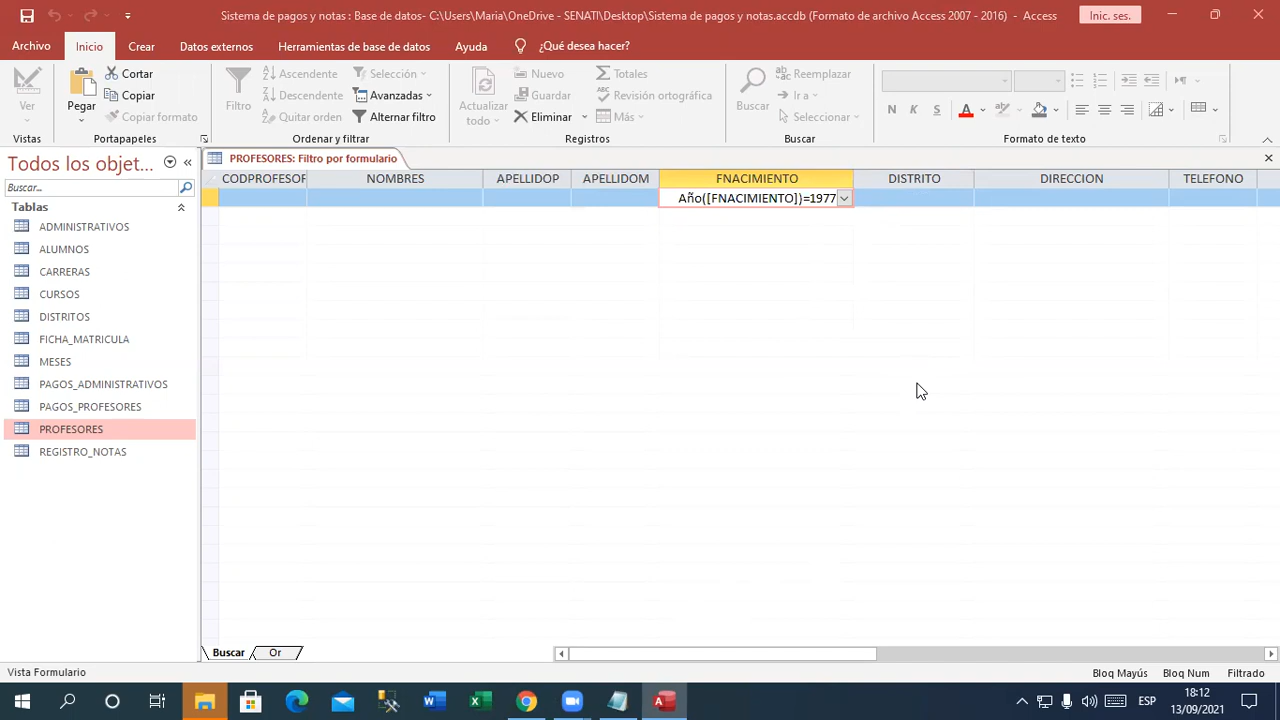 Sistema de pagos y notas : Base de datos- C:\Users\Maria\OneDrive - SENATI\Desktop\Sistema de pagos y notas.accdb (Formato de archivo Access 2007 - 2016) - Access
Inic. ses.
Archivo Inicio Crear Datos externos Herramientas de base de datos Ayuda ¿Qué desea hacer?
Ver
Pegar
Cortar
Copiar
Copiar formato
Filtro
Ascendente
Descendente
Quitar orden
Selección
Avanzadas
Alternar filtro
Actualizar
todo
Nuevo
Guardar
Eliminar
Totales
Revisión ortográfica
Más
Buscar
Reemplazar
Ir a
Seleccionar
N K S A
Vistas Portapapeles Ordenar y filtrar Registros Buscar Formato de texto
Todos los objet...
Buscar...
Tablas
ADMINISTRATIVOS
ALUMNOS
CARRERAS
CURSOS
DISTRITOS
FICHA_MATRICULA
MESES
PAGOS_ADMINISTRATIVOS
PAGOS_PROFESORES
PROFESORES
REGISTRO_NOTAS
PROFESORES: Filtro por formulario
CODPROFESOR NOMBRES APELLIDOP APELLIDOM FNACIMIENTO DISTRITO DIRECCION TELEFONO
Año([FNACIMIENTO])=1977
Buscar Or
Vista Formulario
Bloq Mayús Bloq Num Filtrado
ESP
18:12
13/09/2021